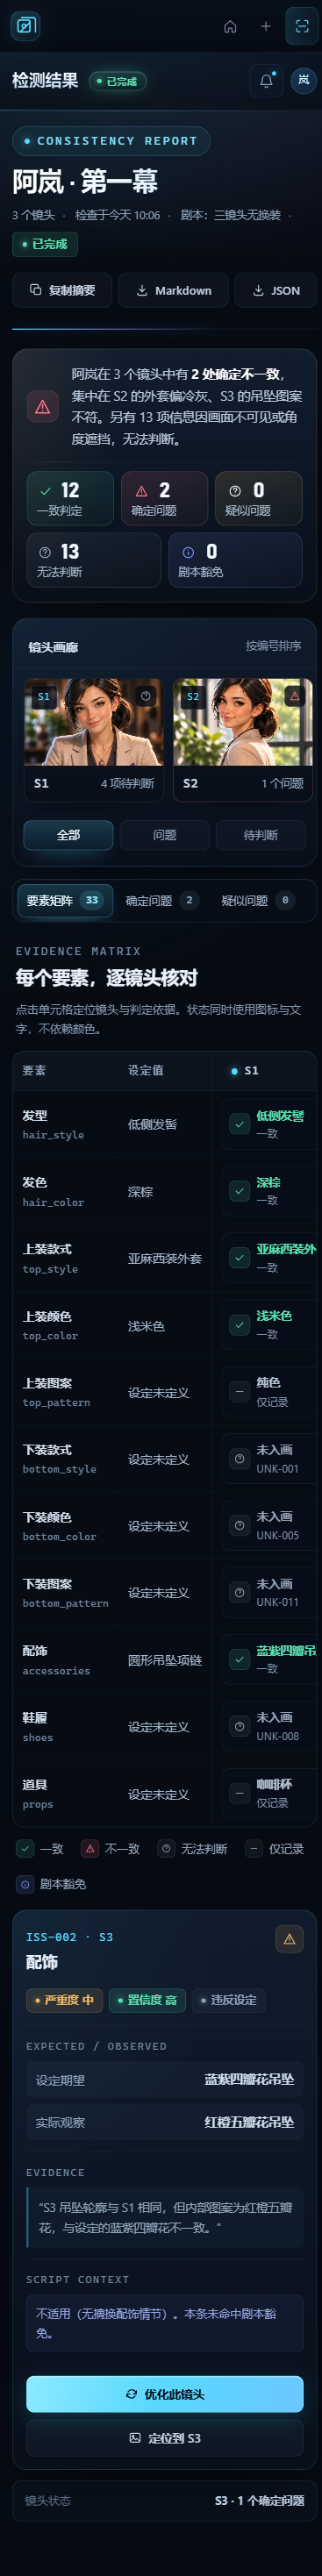 检测结果
已完成
岚
CONSISTENCY REPORT
阿岚 · 第一幕
3 个镜头 · 检查于今天 10:06 · 剧本：三镜头无换装 ·
已完成
复制摘要
Markdown
JSON
阿岚在 3 个镜头中有 2 处确定不一致，
集中在 S2 的外套偏冷灰、S3 的吊坠图案
不符。另有 13 项信息因画面不可见或角
度遮挡，无法判断。
12
一致判定
2
确定问题
0
疑似问题
13
无法判断
0
剧本豁免
镜头画廊
按编号排序
S1
S2
S1
4 项待判断
S2
1 个问题
全部
问题
待判断
要素矩阵 33
确定问题 2
疑似问题 0
EVIDENCE MATRIX
每个要素，逐镜头核对
点击单元格定位镜头与判定依据。状态同时使用图标与文
字，不依赖颜色。
要素
设定值
S1
发型
hair_style
低侧发髻
低侧发髻
一致
发色
hair_color
深棕
深棕
一致
上装款式
top_style
亚麻西装外套
亚麻西装外
一致
上装颜色
top_color
浅米色
浅米色
一致
上装图案
top_pattern
设定未定义
纯色
仅记录
下装款式
bottom_style
设定未定义
未入画
UNK-001
下装颜色
bottom_color
设定未定义
未入画
UNK-005
下装图案
bottom_pattern
设定未定义
未入画
UNK-011
配饰
accessories
圆形吊坠项链
蓝紫四瓣吊
一致
鞋履
shoes
设定未定义
未入画
UNK-008
道具
props
设定未定义
咖啡杯
仅记录
一致
不一致
无法判断
仅记录
剧本豁免
ISS-002 · S3
配饰
严重度 中
置信度 高
违反设定
EXPECTED / OBSERVED
设定期望
蓝紫四瓣花吊坠
实际观察
红橙五瓣花吊坠
EVIDENCE
“S3 吊坠轮廓与 S1 相同，但内部图案为红橙五瓣
花，与设定的蓝紫四瓣花不一致。”
SCRIPT CONTEXT
不适用（无摘换配饰情节）。本条未命中剧本豁
免。
优化此镜头
定位到 S3
镜头状态
S3 · 1 个确定问题